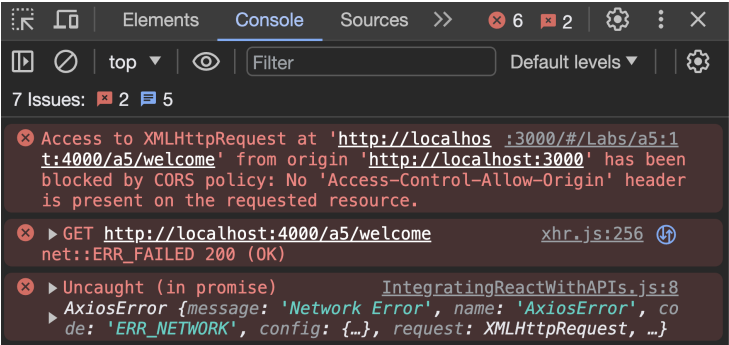 Elements Console Sources 6 2
top Filter Default levels
7 Issues: 2 5
Access to XMLHttpRequest at 'http://localhos :3000/#/Labs/a5:1
t:4000/a5/welcome' from origin 'http://localhost:3000' has been
blocked by CORS policy: No 'Access-Control-Allow-Origin' header
is present on the requested resource.
GET http://localhost:4000/a5/welcome xhr.js:256
net::ERR_FAILED 200 (OK)
Uncaught (in promise) IntegratingReactWithAPIs.js:8
AxiosError {message: 'Network Error', name: 'AxiosError', co
de: 'ERR_NETWORK', config: {…}, request: XMLHttpRequest, …}